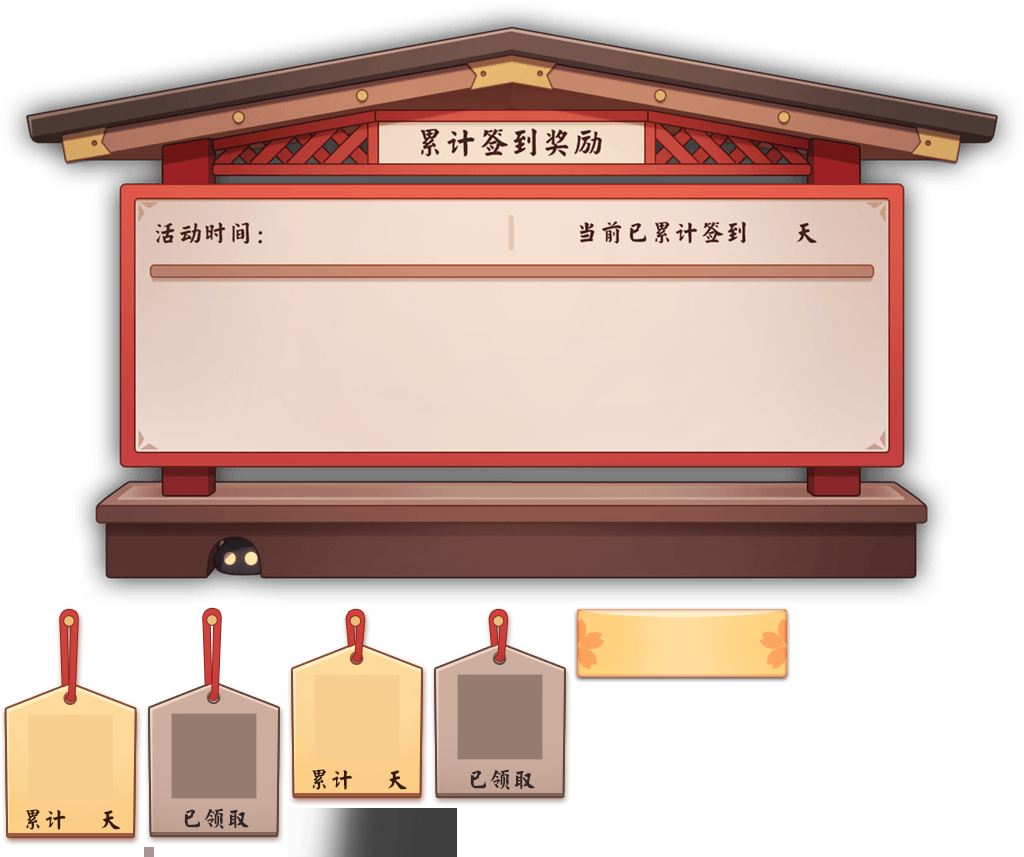 累计签到奖励
活动时间：
当前已累计签到 天
累计 天
已领取
累计 天
已领取